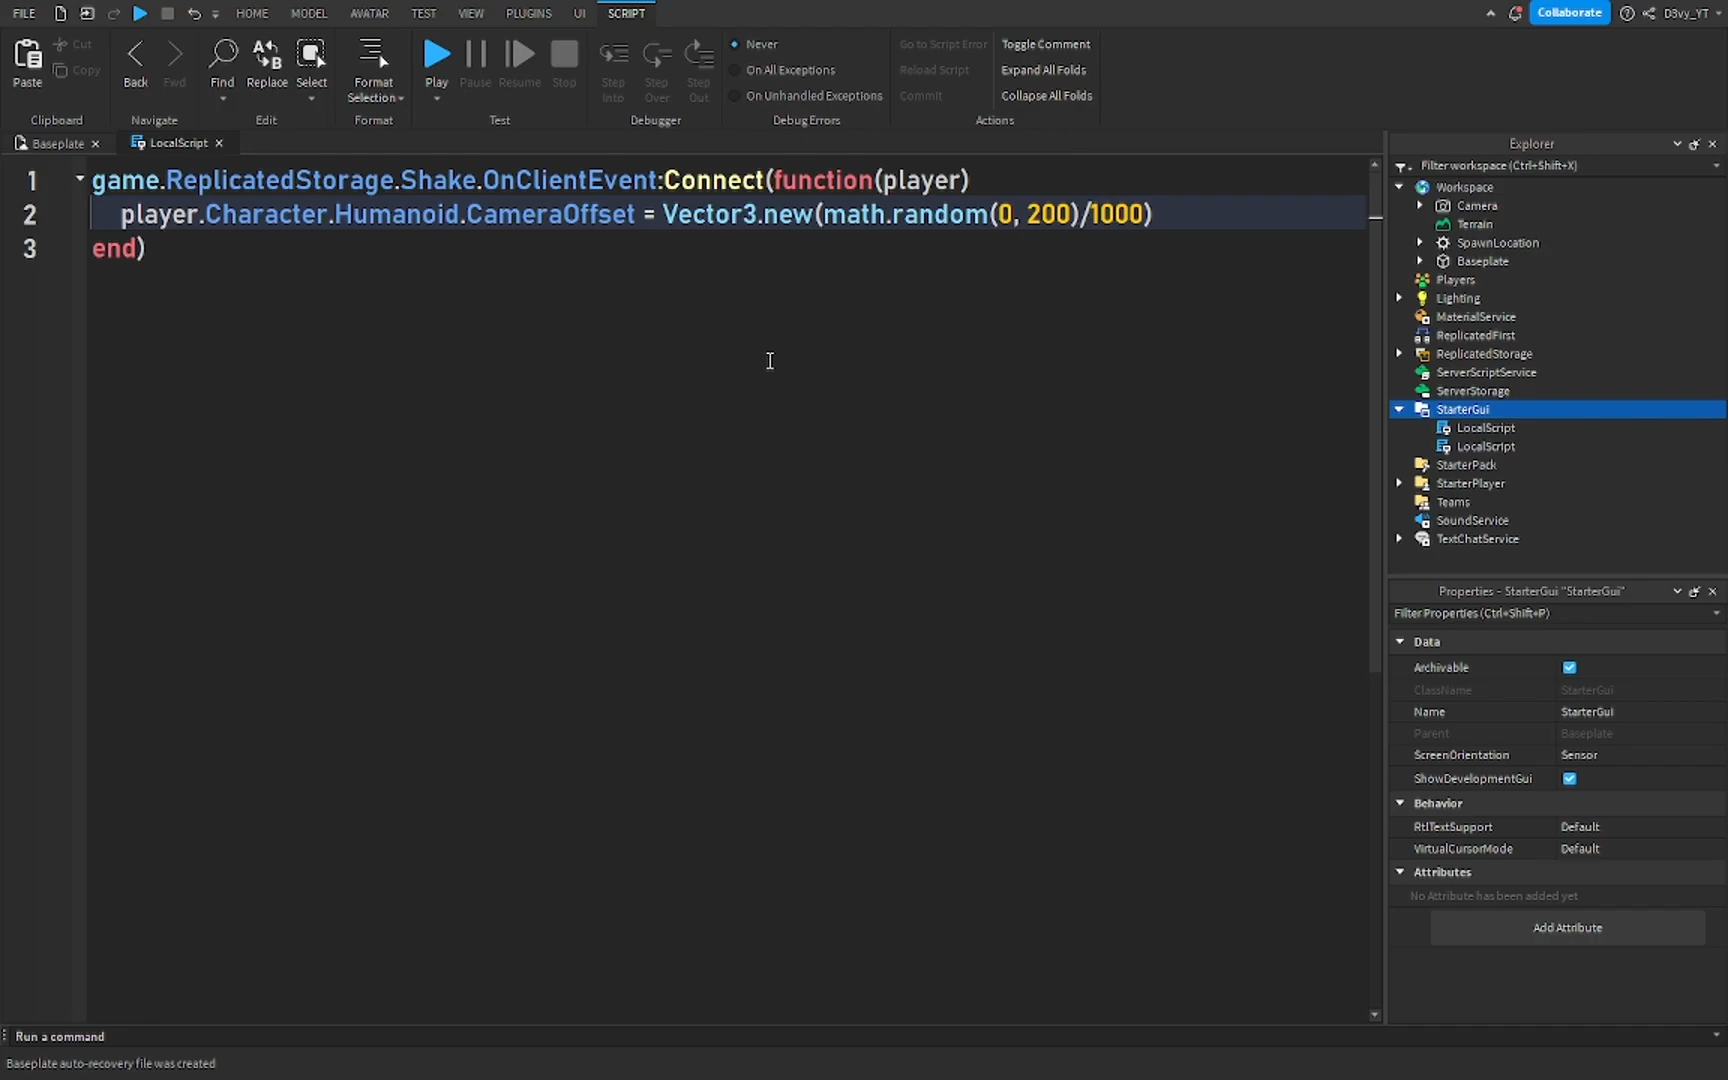 FILE HOME MODEL AVATAR TEST VIEW PLUGINS UI SCRIPT Collaborate D3vy_YT
Paste Cut Copy
Clipboard
Back Fwd
Navigate
Find Replace Select
Edit
Format Selection
Format
Play Pause Resume Stop
Test
Step Into Step Over Step Out
Debugger
Never
On All Exceptions
On Unhandled Exceptions
Debug Errors
Go to Script Error
Reload Script
Commit
Toggle Comment
Expand All Folds
Collapse All Folds
Actions
Baseplate LocalScript
1 game.ReplicatedStorage.Shake.OnClientEvent:Connect(function(player)
2 player.Character.Humanoid.CameraOffset = Vector3.new(math.random(0, 200)/1000)
3 end)
Explorer
Filter workspace (Ctrl+Shift+X)
Workspace
Camera
Terrain
SpawnLocation
Baseplate
Players
Lighting
MaterialService
ReplicatedFirst
ReplicatedStorage
ServerScriptService
ServerStorage
StarterGui
LocalScript
LocalScript
StarterPack
StarterPlayer
Teams
SoundService
TextChatService
Properties - StarterGui "StarterGui"
Filter Properties (Ctrl+Shift+P)
Data
Archivable
ClassName StarterGui
Name StarterGui
Parent Baseplate
ScreenOrientation Sensor
ShowDevelopmentGui
Behavior
RtlTextSupport Default
VirtualCursorMode Default
Attributes
No Attribute has been added yet
Add Attribute
Run a command
Baseplate auto-recovery file was created